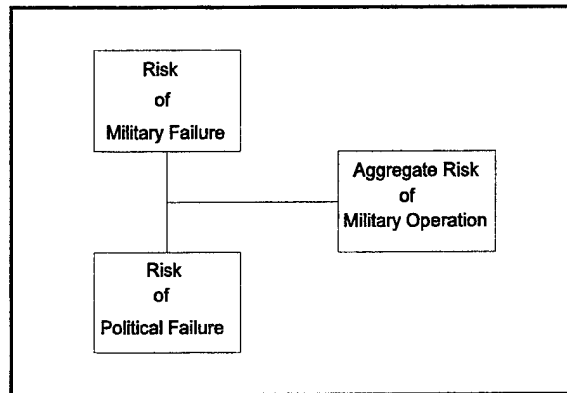 Risk
of
Military Failure
Aggregate Risk
of
Military Operation
Risk
of
Political Failure